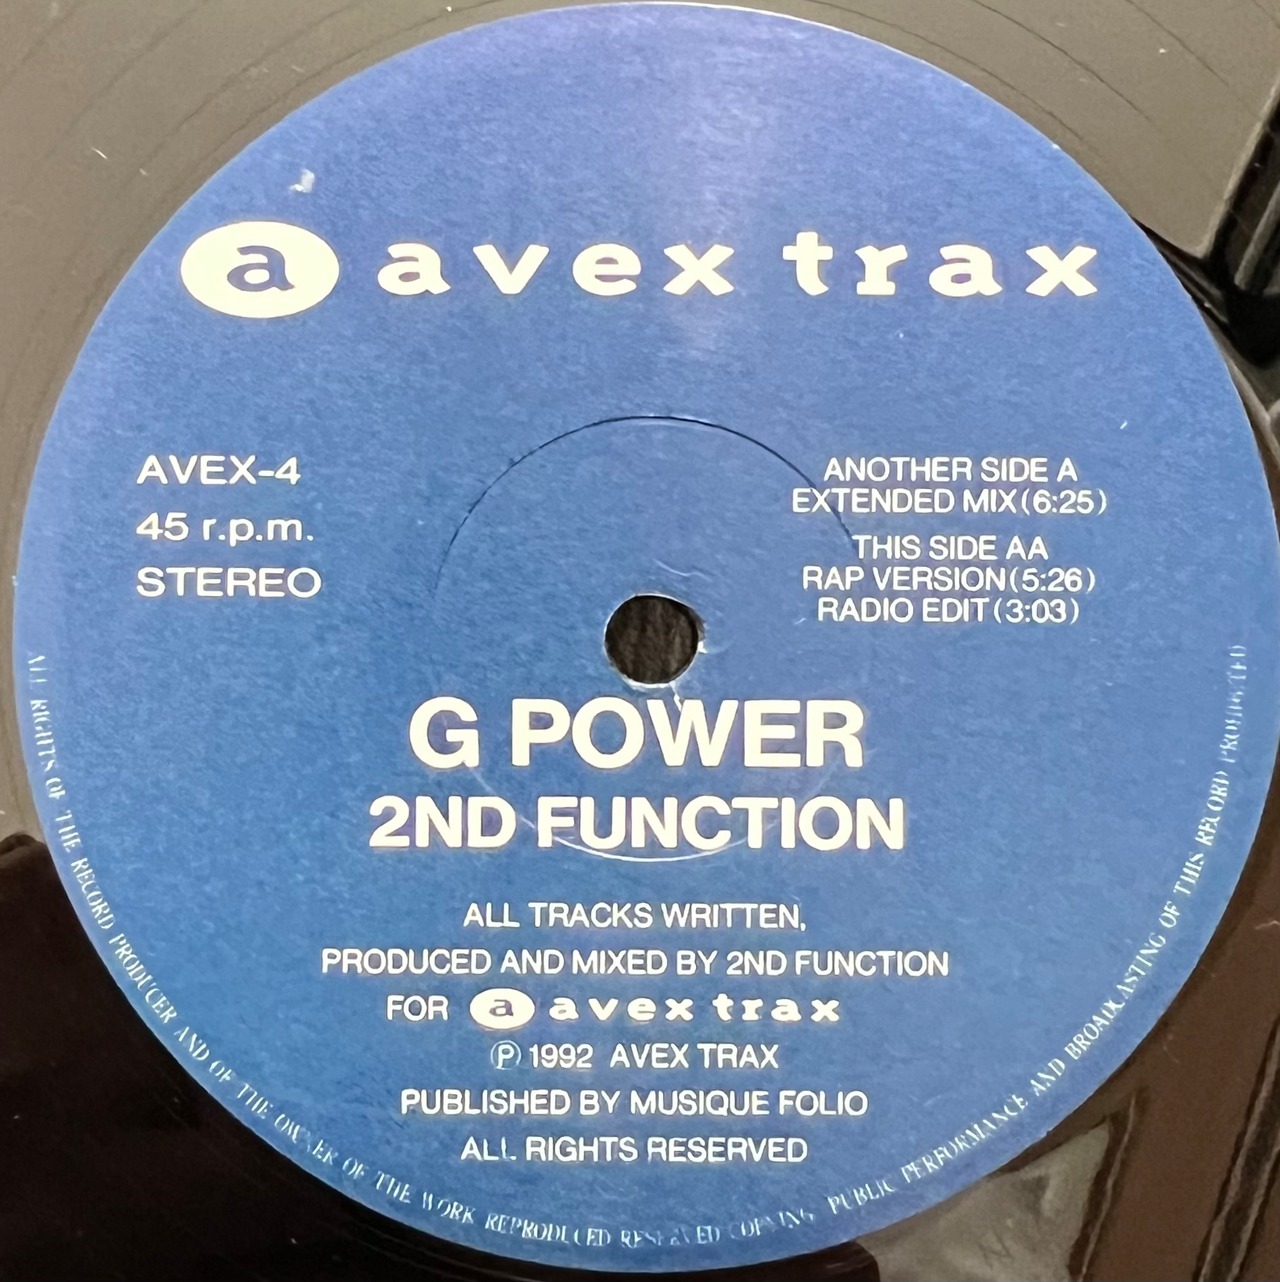 a avex trax
AVEX-4
45 r.p.m.
STEREO
ANOTHER SIDE A
EXTENDED MIX (6:25)
THIS SIDE AA
RAP VERSION (5:26)
RADIO EDIT (3:03)
G POWER
2ND FUNCTION
ALL TRACKS WRITTEN,
PRODUCED AND MIXED BY 2ND FUNCTION
FOR a avex trax
Ⓟ 1992 AVEX TRAX
PUBLISHED BY MUSIQUE FOLIO
ALL RIGHTS RESERVED
ALL RIGHTS OF THE RECORD PRODUCER AND OF THE OWNER OF THE WORK REPRODUCED RESERVED COPYING PUBLIC PERFORMANCE AND BROADCASTING OF THIS RECORD PROHIBITED